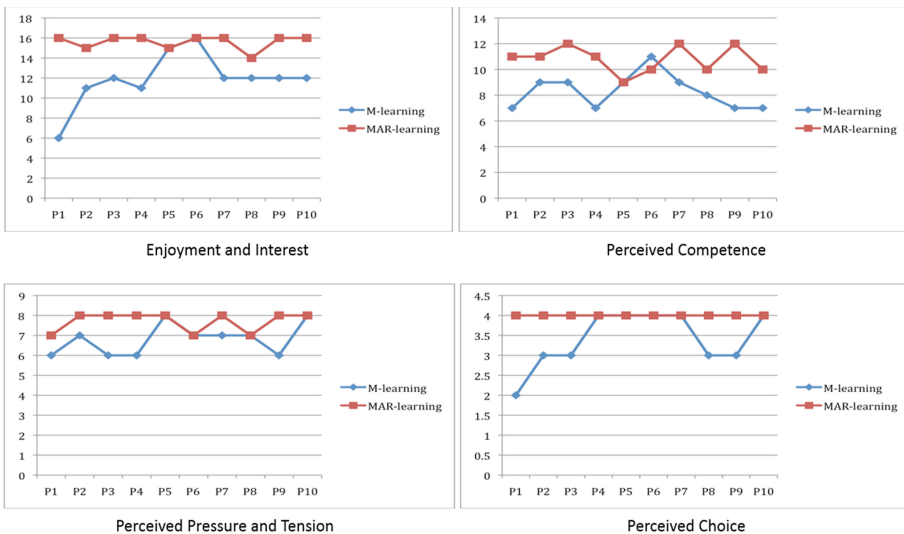 18
16
14
12
10
8
6
4
2
0
P1 P2 P3 P4 P5 P6 P7 P8 P9 P10
M-learning
MAR-learning
Enjoyment and Interest
14
12
10
8
6
4
2
0
P1 P2 P3 P4 P5 P6 P7 P8 P9 P10
M-learning
MAR-learning
Perceived Competence
9
8
7
6
5
4
3
2
1
0
P1 P2 P3 P4 P5 P6 P7 P8 P9 P10
M-learning
MAR-learning
Perceived Pressure and Tension
4.5
4
3.5
3
2.5
2
1.5
1
0.5
0
P1 P2 P3 P4 P5 P6 P7 P8 P9 P10
M-learning
MAR-learning
Perceived Choice